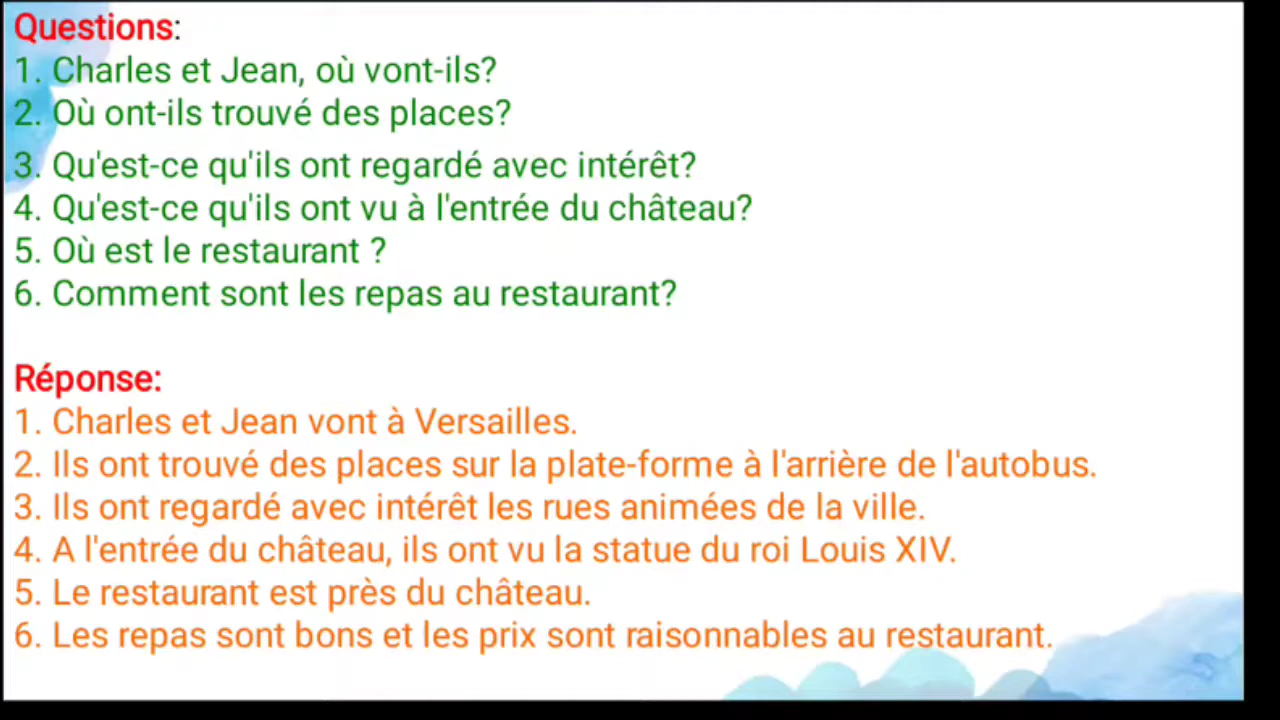 Questions:
1. Charles et Jean, où vont-ils?
2. Où ont-ils trouvé des places?
3. Qu'est-ce qu'ils ont regardé avec intérêt?
4. Qu'est-ce qu'ils ont vu à l'entrée du château?
5. Où est le restaurant ?
6. Comment sont les repas au restaurant?
Réponse:
1. Charles et Jean vont à Versailles.
2. Ils ont trouvé des places sur la plate-forme à l'arrière de l'autobus.
3. Ils ont regardé avec intérêt les rues animées de la ville.
4. A l'entrée du château, ils ont vu la statue du roi Louis XIV.
5. Le restaurant est près du château.
6. Les repas sont bons et les prix sont raisonnables au restaurant.